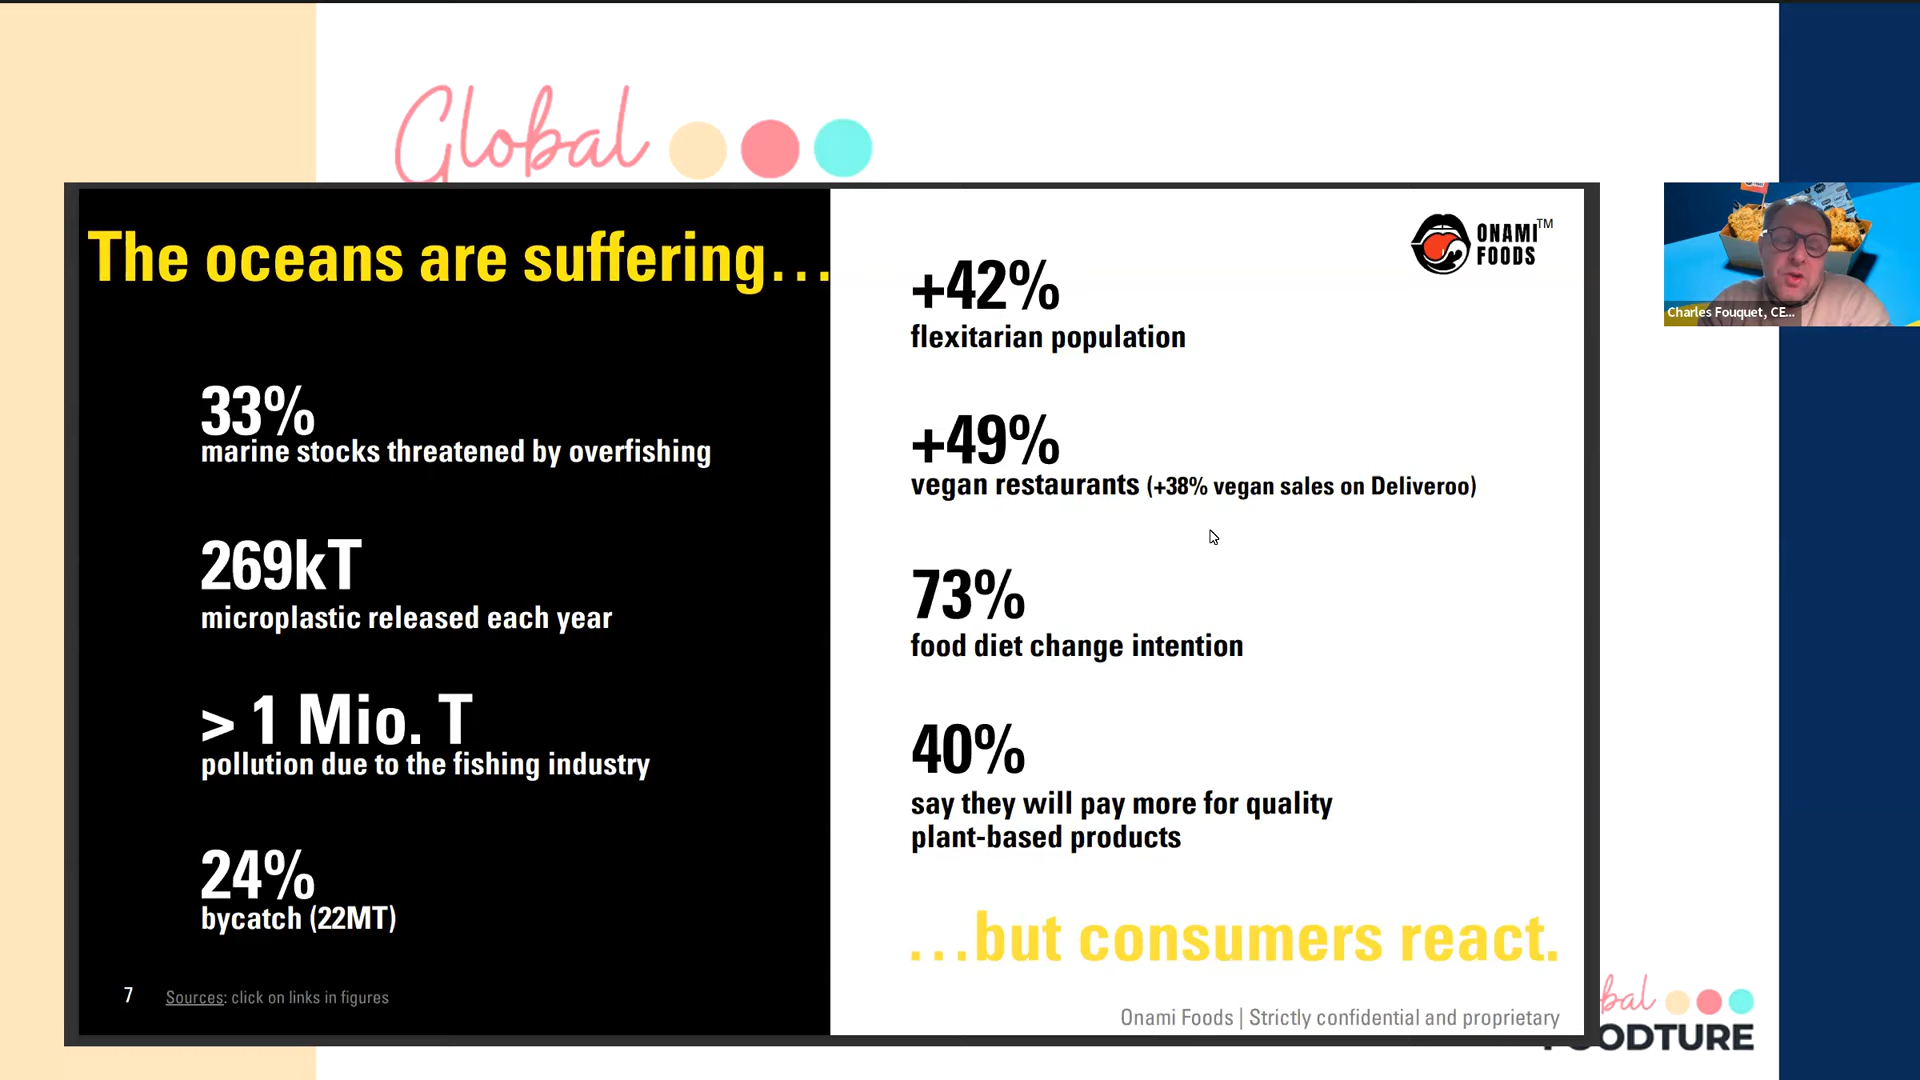 Global
The oceans are suffering…
33%
marine stocks threatened by overfishing
269kT
microplastic released each year
> 1 Mio. T
pollution due to the fishing industry
24%
bycatch (22MT)
7
Sources: click on links in figures
ONAMI
FOODS
TM
+42%
flexitarian population
+49%
vegan restaurants (+38% vegan sales on Deliveroo)
73%
food diet change intention
40%
say they will pay more for quality
plant-based products
…but consumers react.
Onami Foods | Strictly confidential and proprietary
Charles Fouquet, CE...
bal
OODTURE